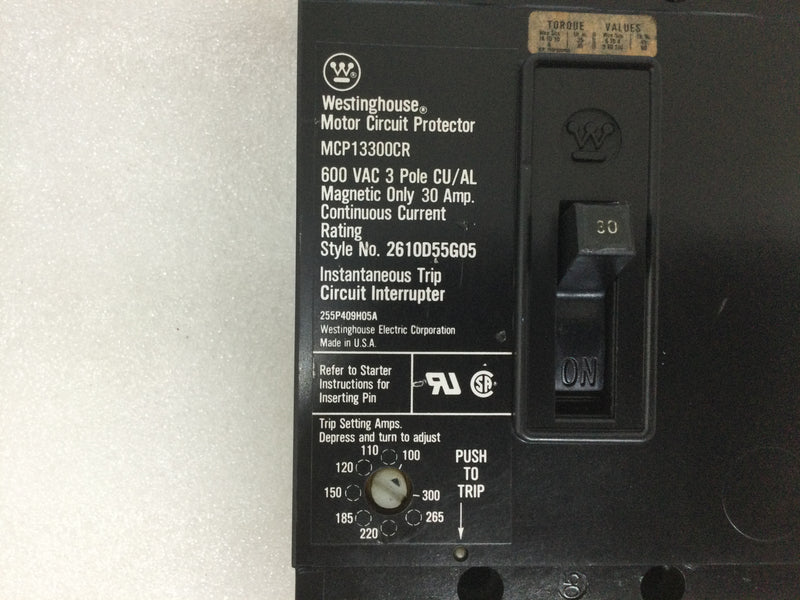 TORQUE VALUES
W
Westinghouse®
Motor Circuit Protector
MCP13300CR
600 VAC 3 Pole CU/AL
Magnetic Only 30 Amp.
Continuous Current
Rating
Style No. 2610D55G05
Instantaneous Trip
Circuit Interrupter
255P409H05A
Westinghouse Electric Corporation
Made in U.S.A.
30
ON
Refer to Starter
Instructions for
Inserting Pin
UR SA
Trip Setting Amps.
Depress and turn to adjust
110 100
120
150 300
185 265
220
PUSH
TO
TRIP